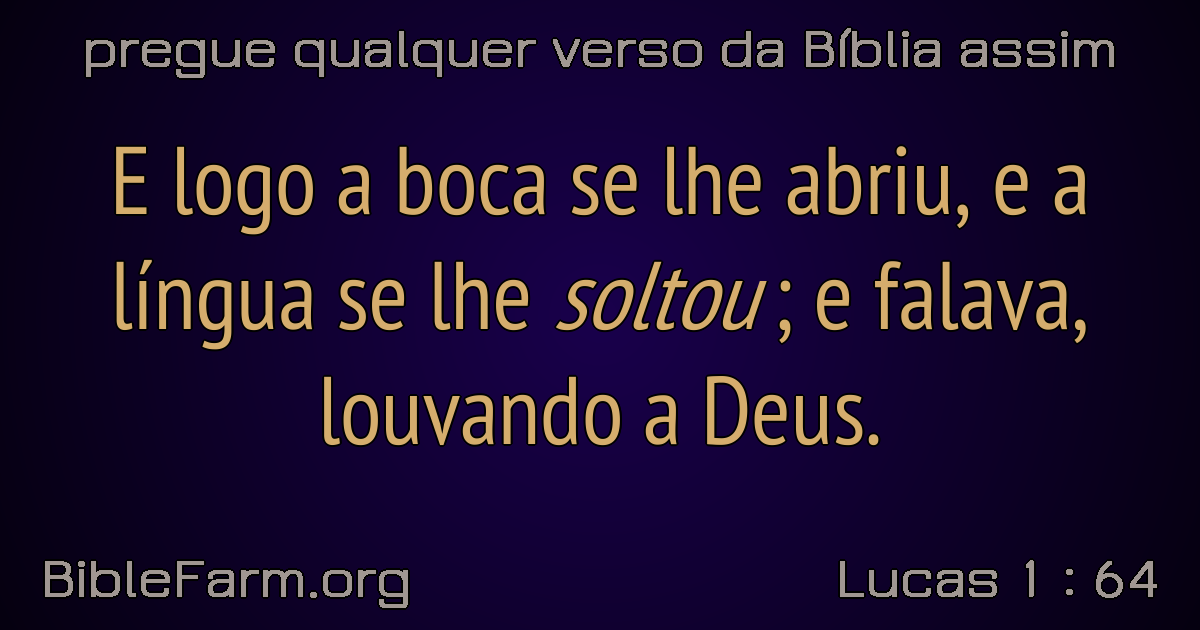 pregue qualquer verso da Bíblia assim
E logo a boca se lhe abriu, e a
língua se lhe soltou; e falava,
louvando a Deus.
BibleFarm.org
Lucas 1 : 64